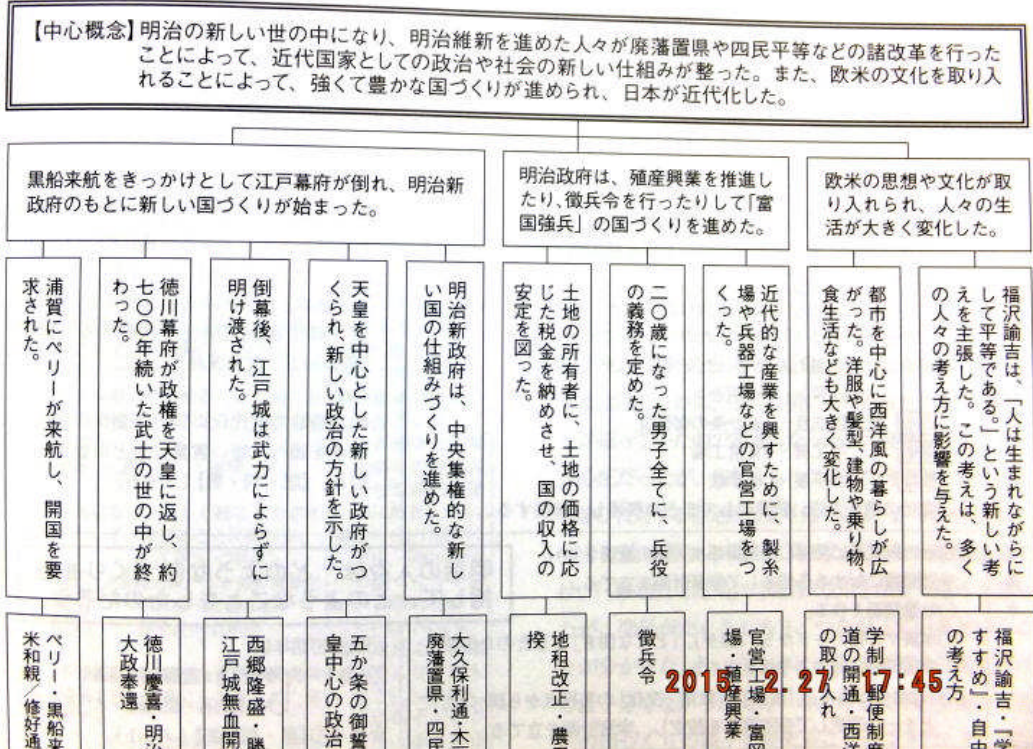 【中心概念】明治の新しい世の中になり、明治維新を進めた人々が廃藩置県や四民平等などの諸改革を行った
ことによって、近代国家としての政治や社会の新しい仕組みが整った。また、欧米の文化を取り入
れることによって、強くて豊かな国づくりが進められ、日本が近代化した。
黒船来航をきっかけとして江戸幕府が倒れ、明治新
政府のもとに新しい国づくりが始まった。
明治政府は、殖産興業を推進し
たり、徴兵令を行ったりして「富
国強兵」の国づくりを進めた。
欧米の思想や文化が取
り入れられ、人々の生
活が大きく変化した。
福沢諭吉は、「人は生まれながらに
して平等である。」という新しい考
えを主張した。この考えは、多く
の人々の考え方に影響を与えた。
都市を中心に西洋風の暮らしが広
がった。洋服や髪型、建物や乗り物、
食生活なども大きく変化した。
近代的な産業を興すために、製糸
場や兵器工場などの官営工場をつ
くった。
二〇歳になった男子全てに、兵役
の義務を定めた。
土地の所有者に、土地の価格に応
じた税金を納めさせ、国の収入の
安定を図った。
明治新政府は、中央集権的な新し
い国の仕組みづくりを進めた。
天皇を中心とした新しい政府がつ
くられ、新しい政治の方針を示した。
倒幕後、江戸城は武力によらずに
明け渡された。
徳川幕府が政権を天皇に返し、約
七〇〇年続いた武士の世の中が終
わった。
浦賀にペリーが来航し、開国を要
求された。
福沢諭吉・『学
すすめ』・自由
の考え方
学制・郵便制度
道の開通・西洋
の取り入れ
官営工場・富岡
場・殖産興業
徴兵令
地租改正・農
揆
大久保利通・木
廃藩置県・四民
五か条の御誓
皇中心の政治
西郷隆盛・勝
江戸城無血開
徳川慶喜・明治
大政奉還
ペリー・黒船来
米和親／修好通
2015 2 27 17:45